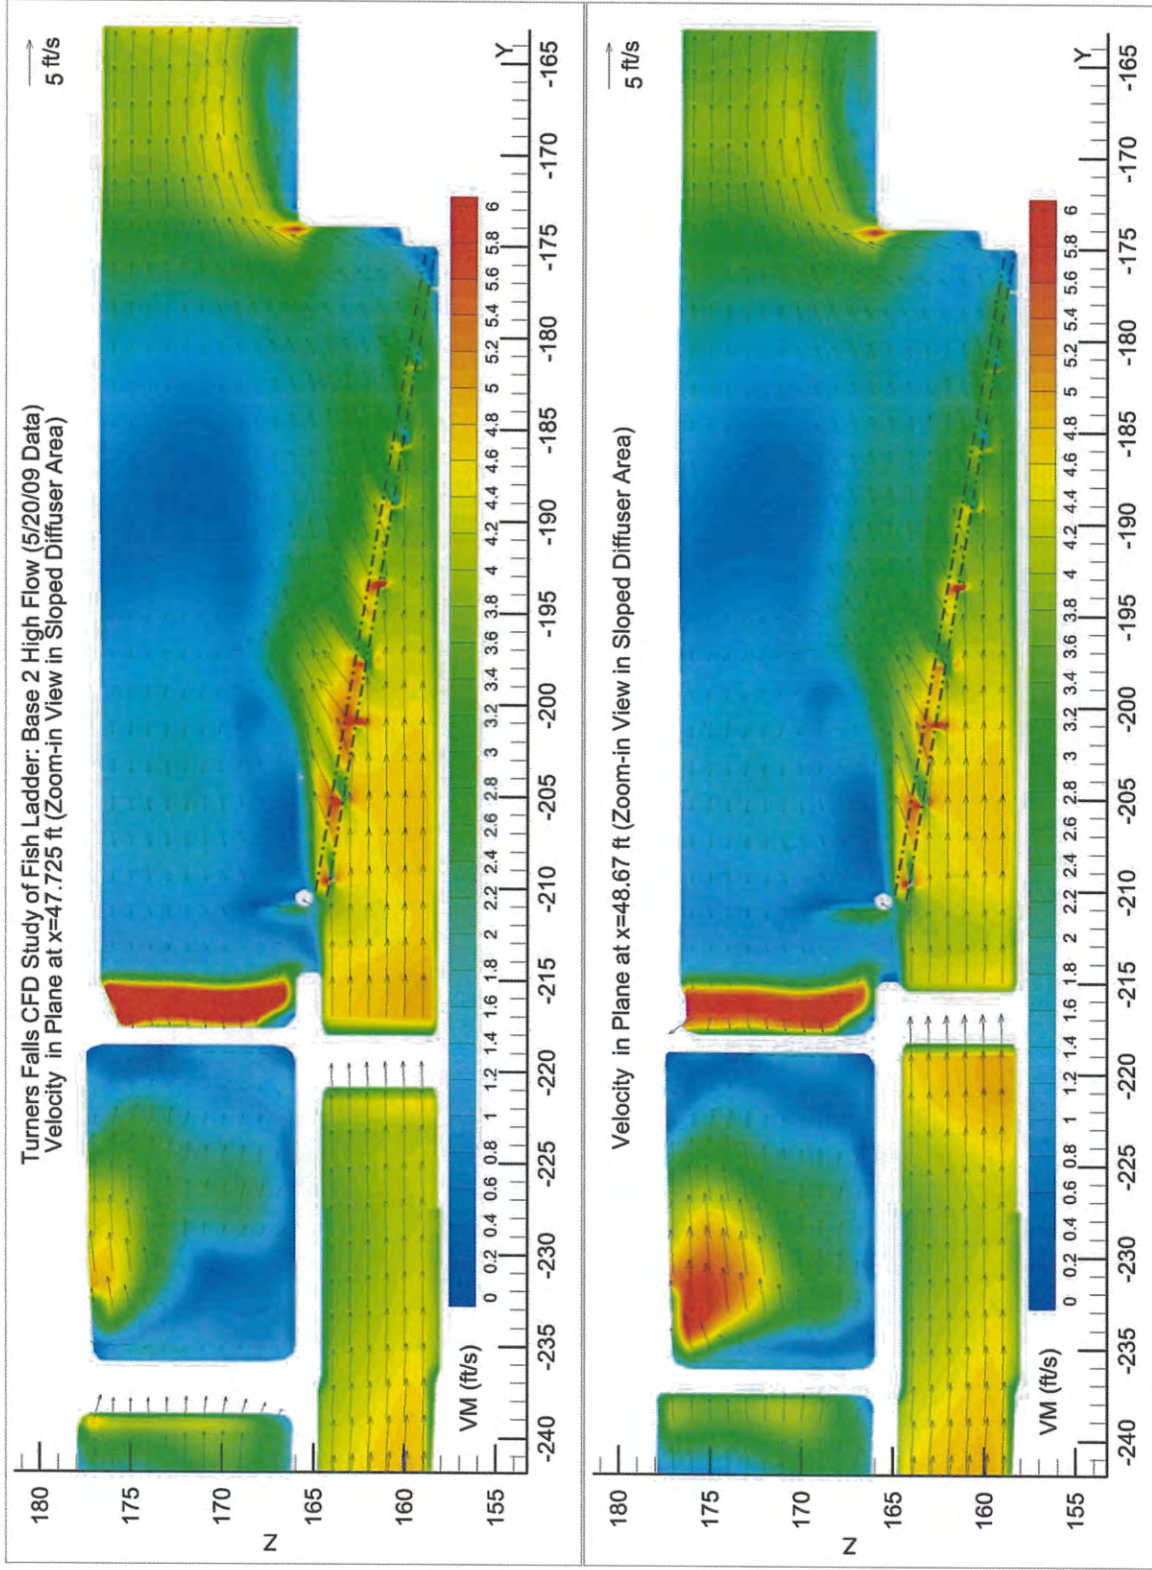 Turners Falls CFD Study of Fish Ladder: Base 2 High Flow (5/20/09 Data)
Velocity in Plane at x=47.725 ft (Zoom-in View in Sloped Diffuser Area)
5 ft/s
180
175
170
165
160
155
Z
VM (ft/s)
0 0.2 0.4 0.6 0.8 1 1.2 1.4 1.6 1.8 2 2.2 2.4 2.6 2.8 3 3.2 3.4 3.6 3.8 4 4.2 4.4 4.6 4.8 5 5.2 5.4 5.6 5.8 6
-240 -235 -230 -225 -220 -215 -210 -205 -200 -195 -190 -185 -180 -175 -170 -165
Y
Velocity in Plane at x=48.67 ft (Zoom-in View in Sloped Diffuser Area)
5 ft/s
180
175
170
165
160
155
Z
VM (ft/s)
0 0.2 0.4 0.6 0.8 1 1.2 1.4 1.6 1.8 2 2.2 2.4 2.6 2.8 3 3.2 3.4 3.6 3.8 4 4.2 4.4 4.6 4.8 5 5.2 5.4 5.6 5.8 6
-240 -235 -230 -225 -220 -215 -210 -205 -200 -195 -190 -185 -180 -175 -170 -165
Y